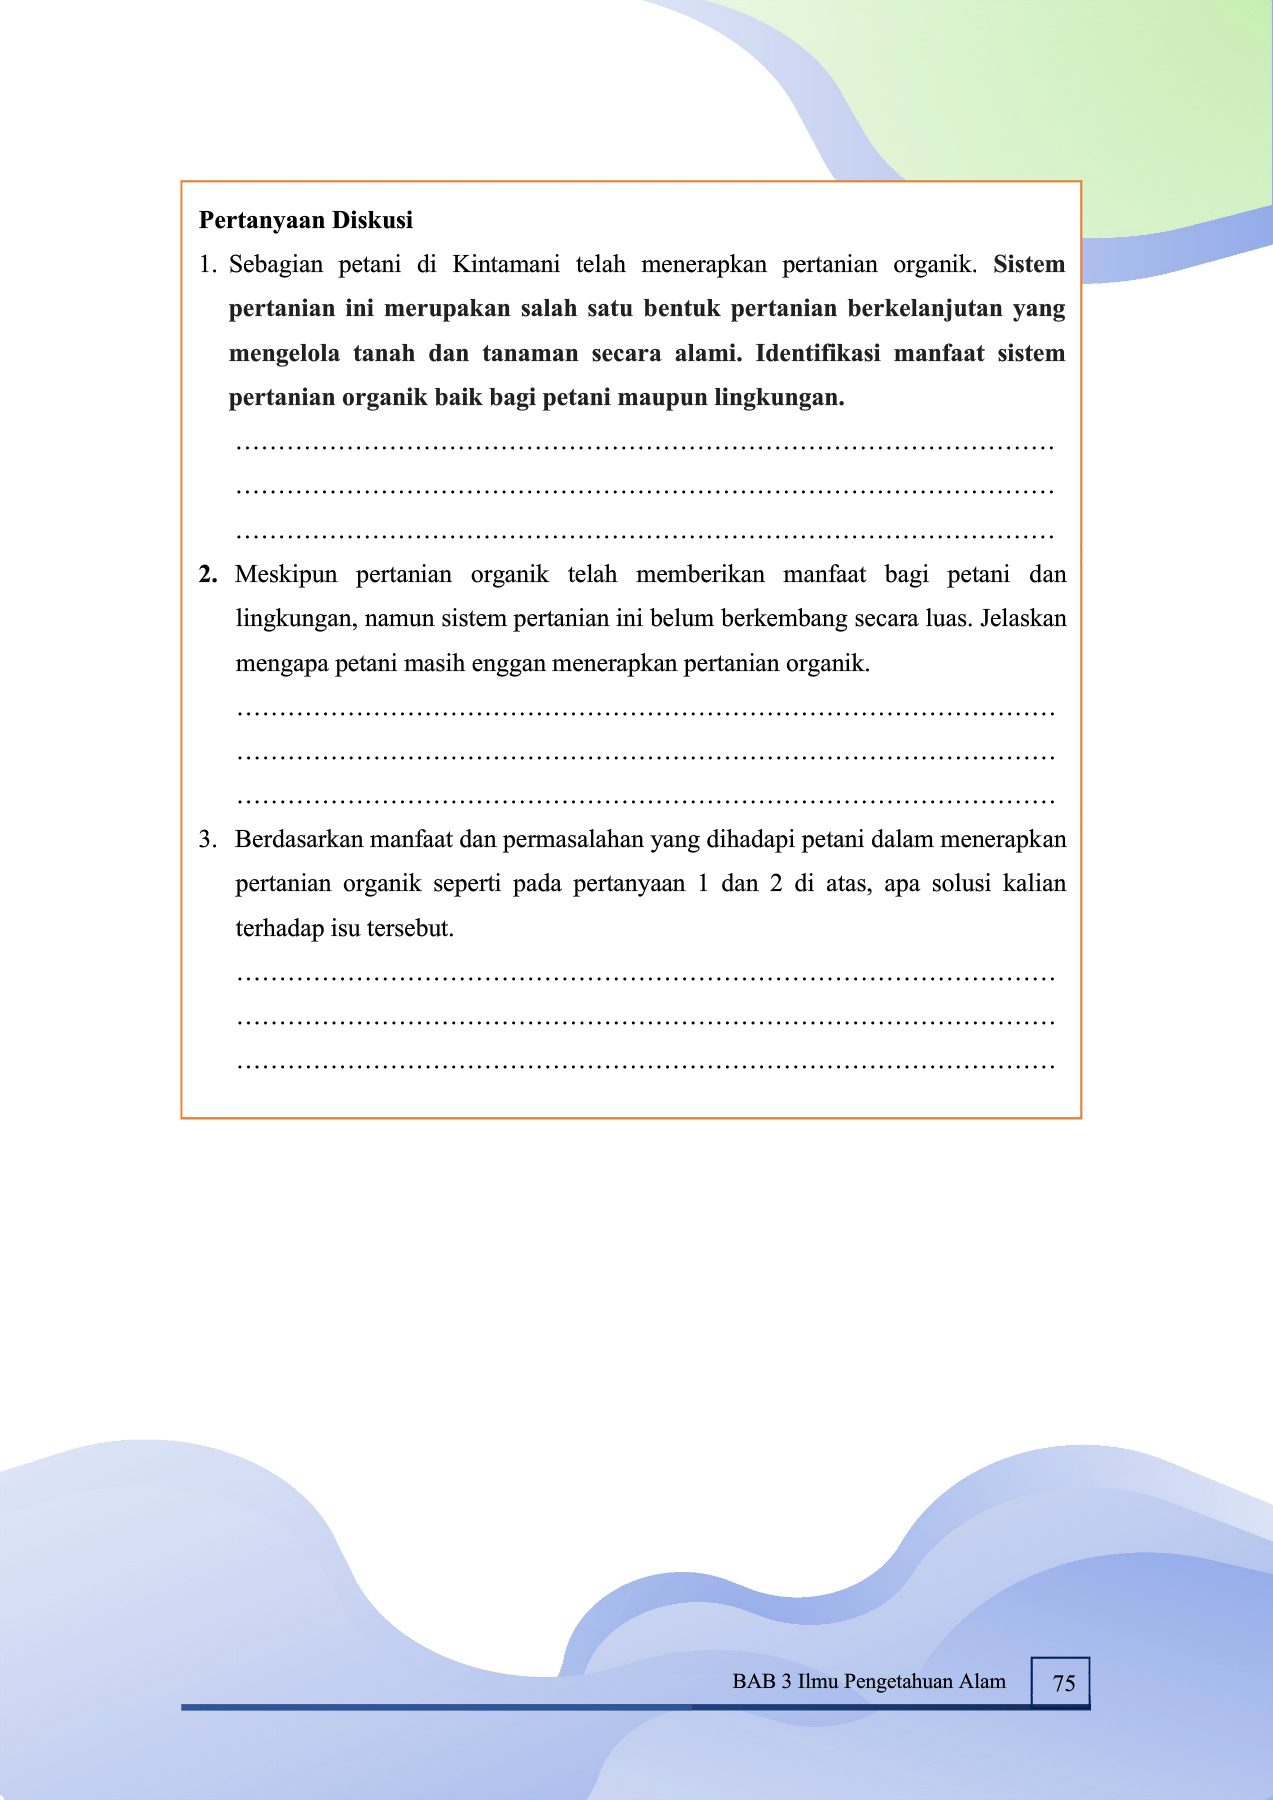 Pertanyaan Diskusi
1. Sebagian petani di Kintamani telah menerapkan pertanian organik. Sistem
pertanian ini merupakan salah satu bentuk pertanian berkelanjutan yang
mengelola tanah dan tanaman secara alami. Identifikasi manfaat sistem
pertanian organik baik bagi petani maupun lingkungan.
……………………………………………………………………………………
……………………………………………………………………………………
……………………………………………………………………………………
2. Meskipun pertanian organik telah memberikan manfaat bagi petani dan
lingkungan, namun sistem pertanian ini belum berkembang secara luas. Jelaskan
mengapa petani masih enggan menerapkan pertanian organik.
……………………………………………………………………………………
……………………………………………………………………………………
……………………………………………………………………………………
3. Berdasarkan manfaat dan permasalahan yang dihadapi petani dalam menerapkan
pertanian organik seperti pada pertanyaan 1 dan 2 di atas, apa solusi kalian
terhadap isu tersebut.
……………………………………………………………………………………
……………………………………………………………………………………
……………………………………………………………………………………
BAB 3 Ilmu Pengetahuan Alam 75